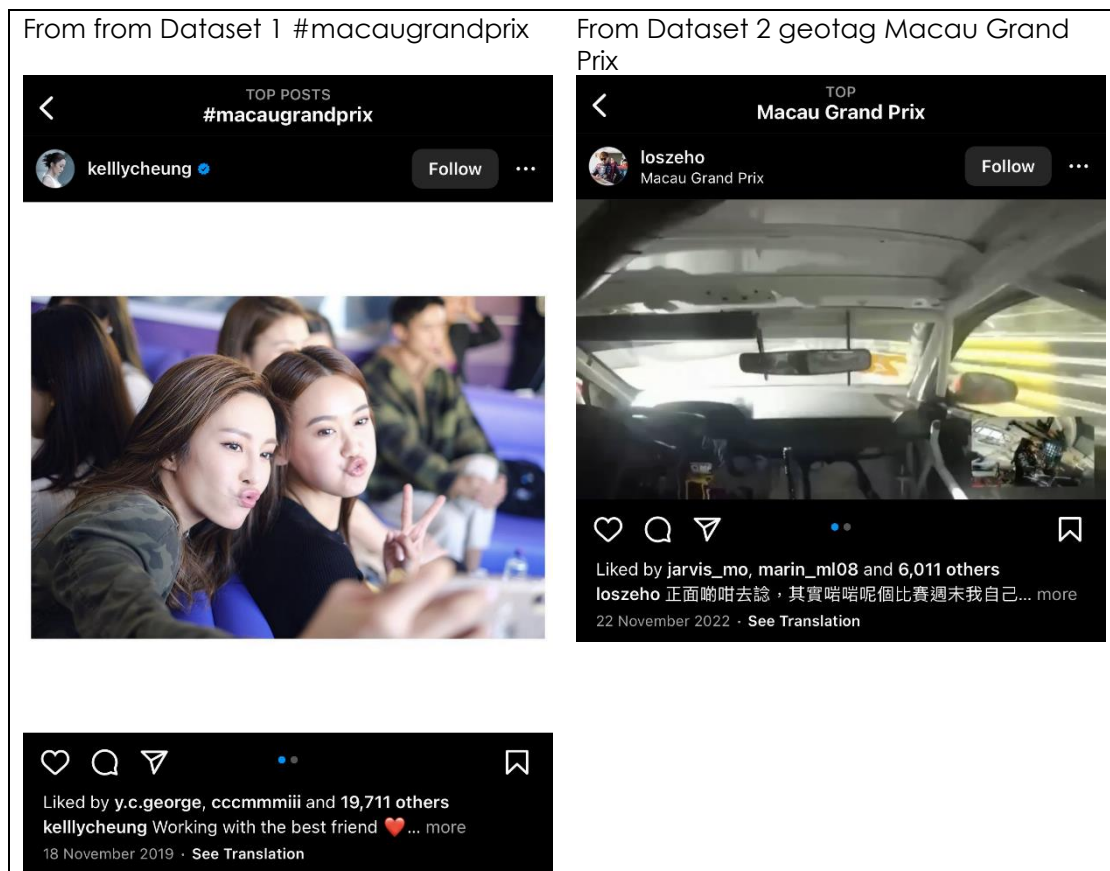 From from Dataset 1 #macaugrandprix
TOP POSTS
#macaugrandprix
kelllycheung
Follow
Liked by y.c.george, cccmmmiii and 19,711 others
kelllycheung Working with the best friend ❤️... more
18 November 2019 · See Translation
From Dataset 2 geotag Macau Grand
Prix
TOP
Macau Grand Prix
loszeho
Macau Grand Prix
Follow
Liked by jarvis_mo, marin_ml08 and 6,011 others
loszeho 正面啲咁去諗，其實啱啱呢個比賽週末我自己... more
22 November 2022 · See Translation